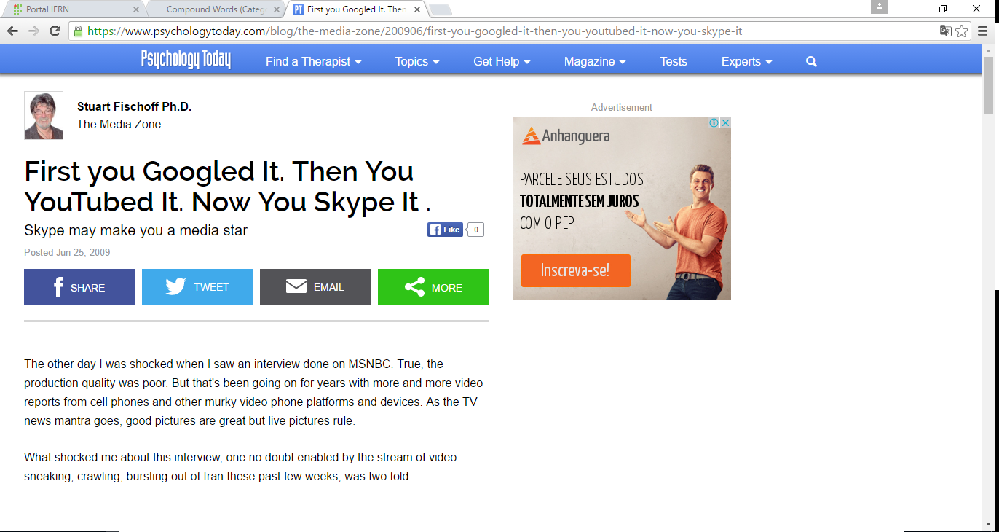 Portal IFRN
Compound Words (Catego
First you Googled It. Then
https://www.psychologytoday.com/blog/the-media-zone/200906/first-you-googled-it-then-you-youtubed-it-now-you-skype-it
Psychology Today
Find a Therapist
Topics
Get Help
Magazine
Tests
Experts
Stuart Fischoff Ph.D.
The Media Zone
First you Googled It. Then You
YouTubed It. Now You Skype It .
Skype may make you a media star
Like
0
Posted Jun 25, 2009
SHARE
TWEET
EMAIL
MORE
The other day I was shocked when I saw an interview done on MSNBC. True, the
production quality was poor. But that's been going on for years with more and more video
reports from cell phones and other murky video phone platforms and devices. As the TV
news mantra goes, good pictures are great but live pictures rule.
What shocked me about this interview, one no doubt enabled by the stream of video
sneaking, crawling, bursting out of Iran these past few weeks, was two fold:
Advertisement
Anhanguera
PARCELE SEUS ESTUDOS
TOTALMENTE SEM JUROS
COM O PEP
Inscreva-se!